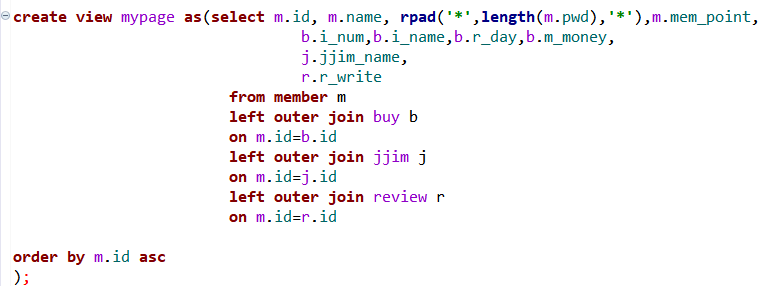 create view mypage as(select m.id, m.name, rpad('*',length(m.pwd),'*'),m.mem_point,
b.i_num,b.i_name,b.r_day,b.m_money,
j.jjim_name,
r.r_write
from member m
left outer join buy b
on m.id=b.id
left outer join jjim j
on m.id=j.id
left outer join review r
on m.id=r.id
order by m.id asc
);